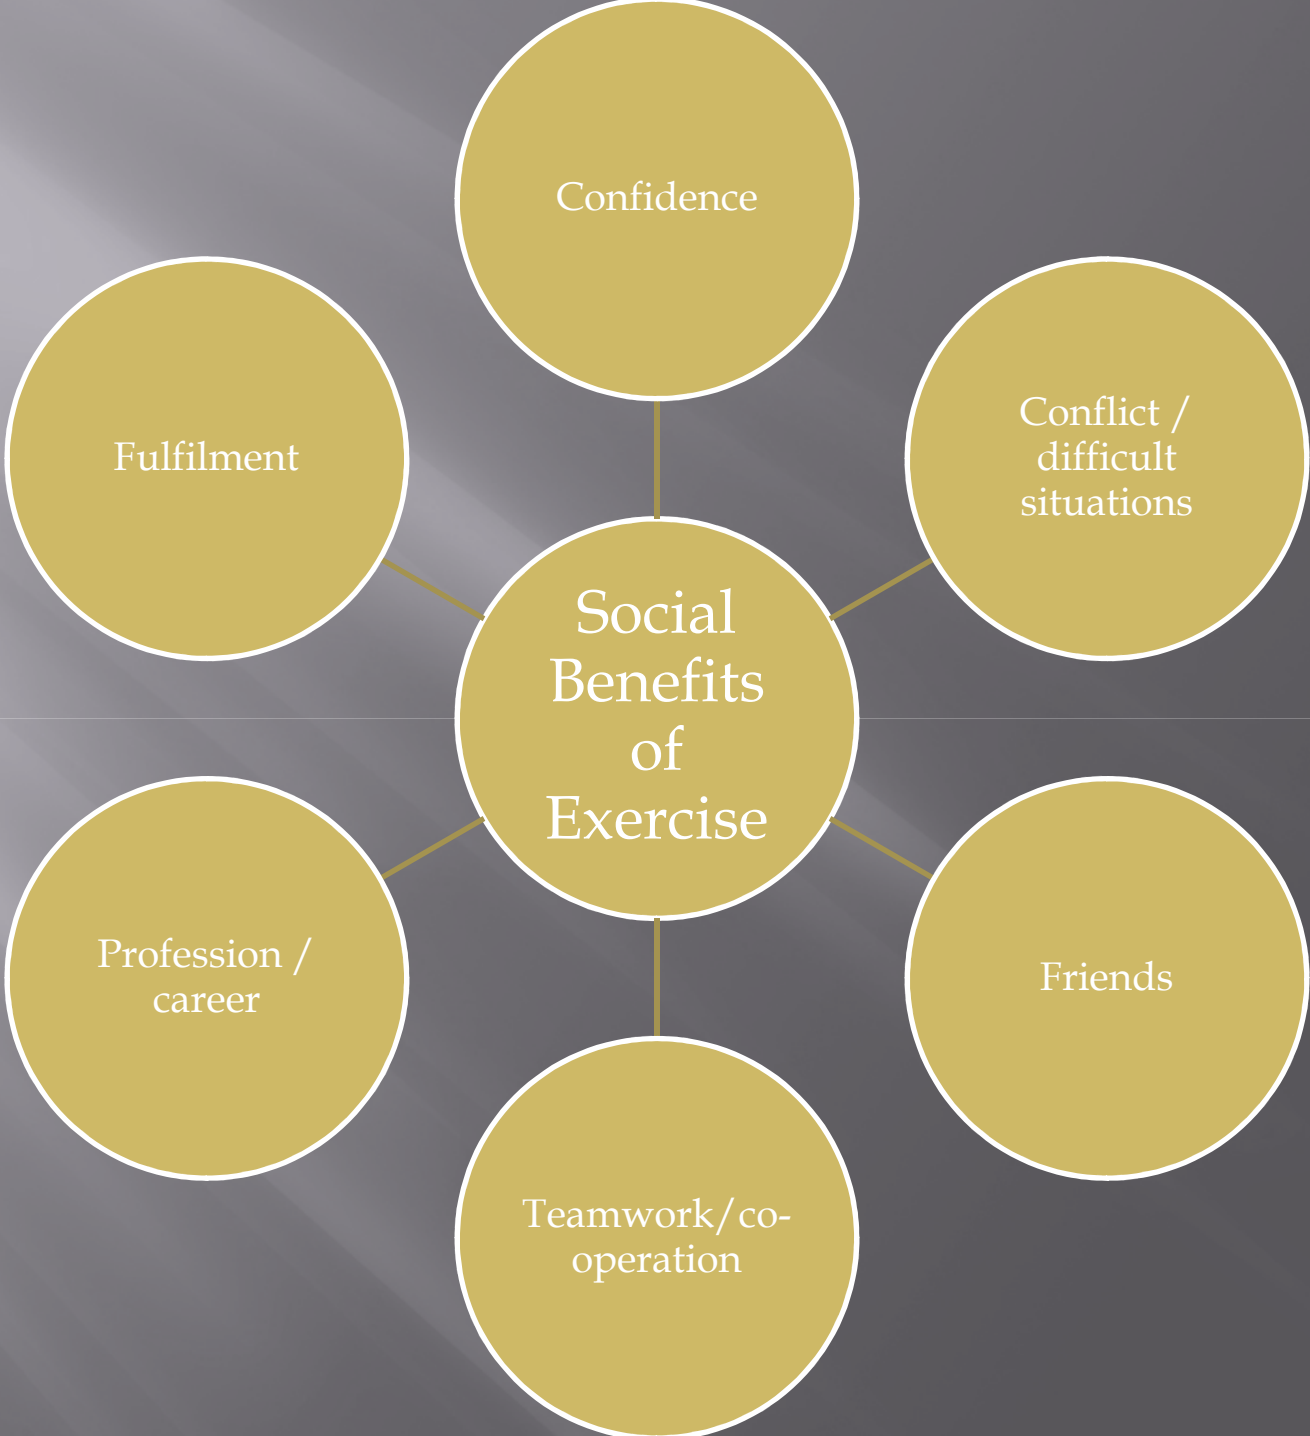 Confidence
Conflict /
difficult
situations
Fulfilment
Social
Benefits
of
Exercise
Profession /
career
Friends
Teamwork/co-
operation